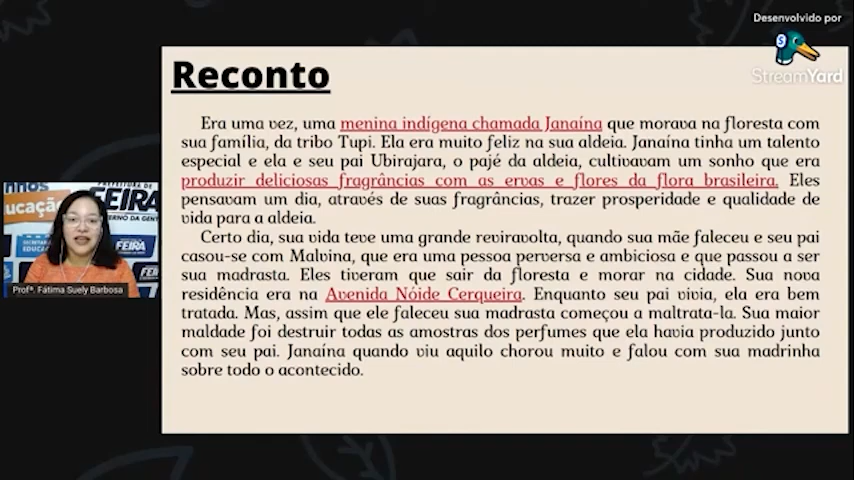 Desenvolvido por
StreamYard
Reconto
Era uma vez, uma menina indígena chamada Janaína que morava na floresta com
sua família, da tribo Tupi. Ela era muito feliz na sua aldeia. Janaína tinha um talento
especial e ela e seu pai Ubirajara, o pajé da aldeia, cultivavam um sonho que era
produzir deliciosas fragrâncias com as ervas e flores da flora brasileira. Eles
pensavam um dia, através de suas fragrâncias, trazer prosperidade e qualidade de
vida para a aldeia.
Certo dia, sua vida teve uma grande reviravolta, quando sua mãe faleceu e seu pai
casou-se com Malvina, que era uma pessoa perversa e ambiciosa e que passou a ser
sua madrasta. Eles tiveram que sair da floresta e morar na cidade. Sua nova
residência era na Avenida Nóide Cerqueira. Enquanto seu pai vivia, ela era bem
tratada. Mas, assim que ele faleceu sua madrasta começou a maltrata-la. Sua maior
maldade foi destruir todas as amostras dos perfumes que ela havia produzido junto
com seu pai. Janaína quando viu aquilo chorou muito e falou com sua madrinha
sobre todo o acontecido.
PREFEITURA DE
FEIRA
ucação
FEIRA
Profª. Fátima Suely Barbosa